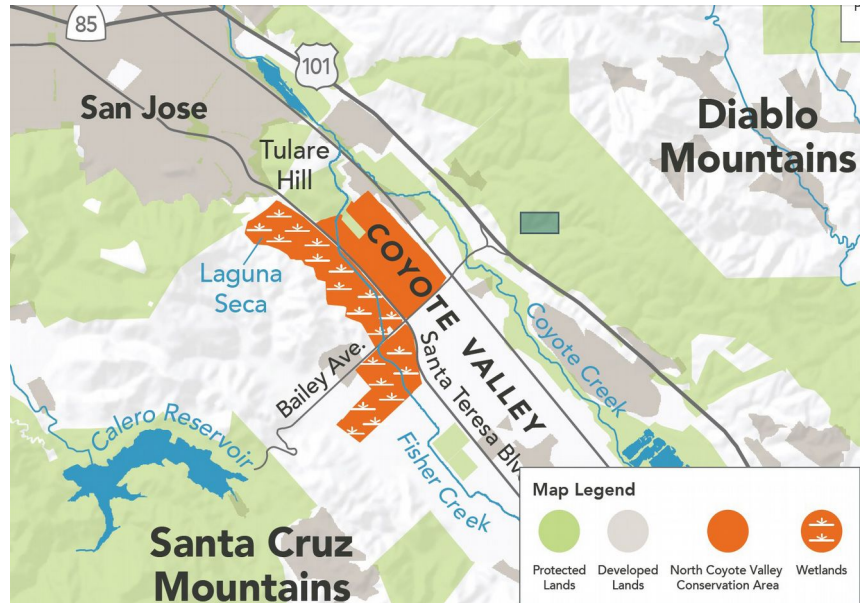 85
101
San Jose
Diablo
Mountains
Tulare
Hill
Laguna
Seca
COYOTE VALLEY
Coyote Creek
Bailey Ave.
Santa Teresa Blv
Calero Reservoir
Fisher Creek
Santa Cruz
Mountains
Map Legend
Protected
Lands
Developed
Lands
North Coyote Valley
Conservation Area
Wetlands